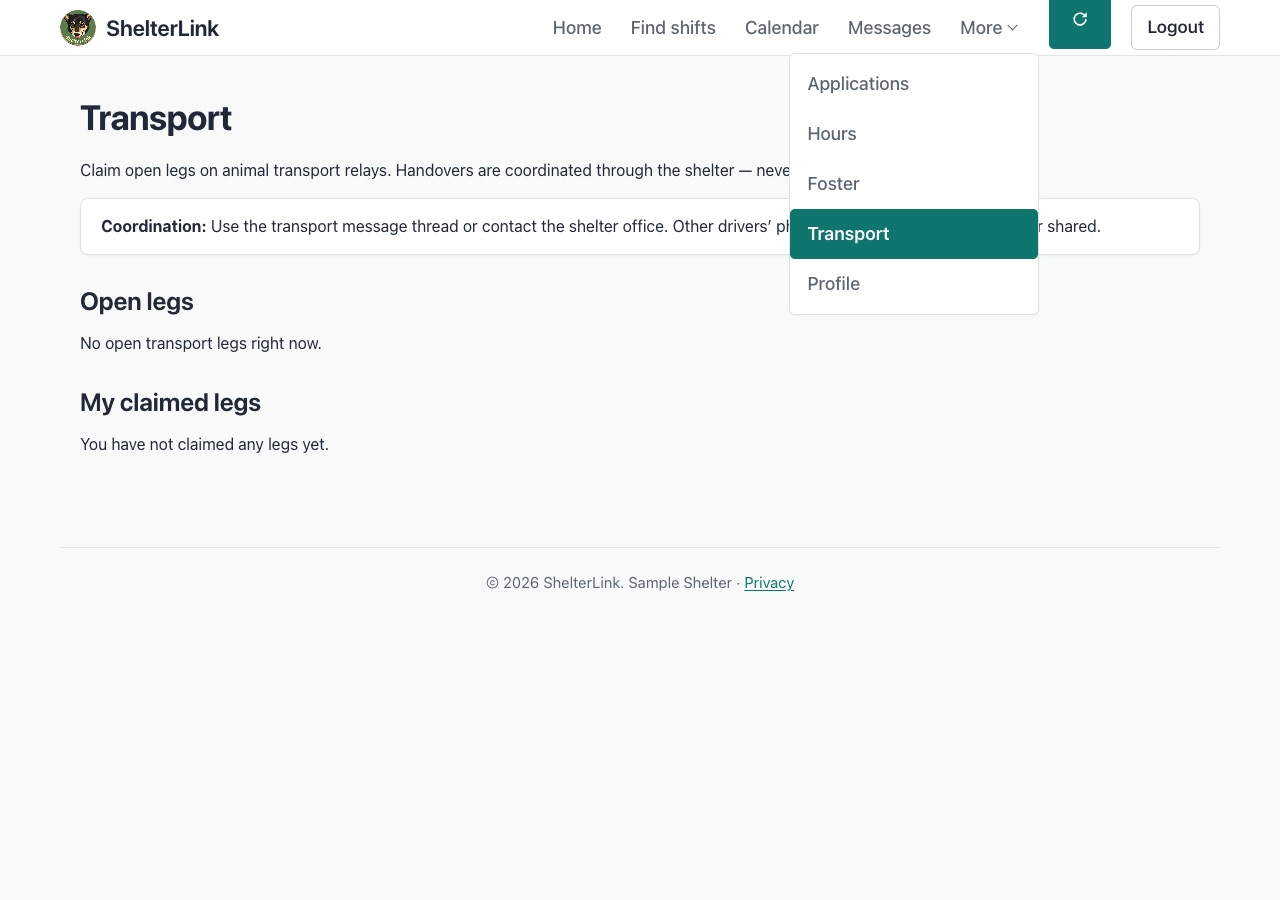 ShelterLink
Home
Find shifts
Calendar
Messages
More
Logout
Applications
Hours
Foster
Transport
Profile
Transport
Claim open legs on animal transport relays. Handovers are coordinated through the shelter —
Coordination: Use the transport message thread or contact the shelter office. Other drivers’ shared.
Open legs
No open transport legs right now.
My claimed legs
You have not claimed any legs yet.
© 2026 ShelterLink. Sample Shelter · Privacy